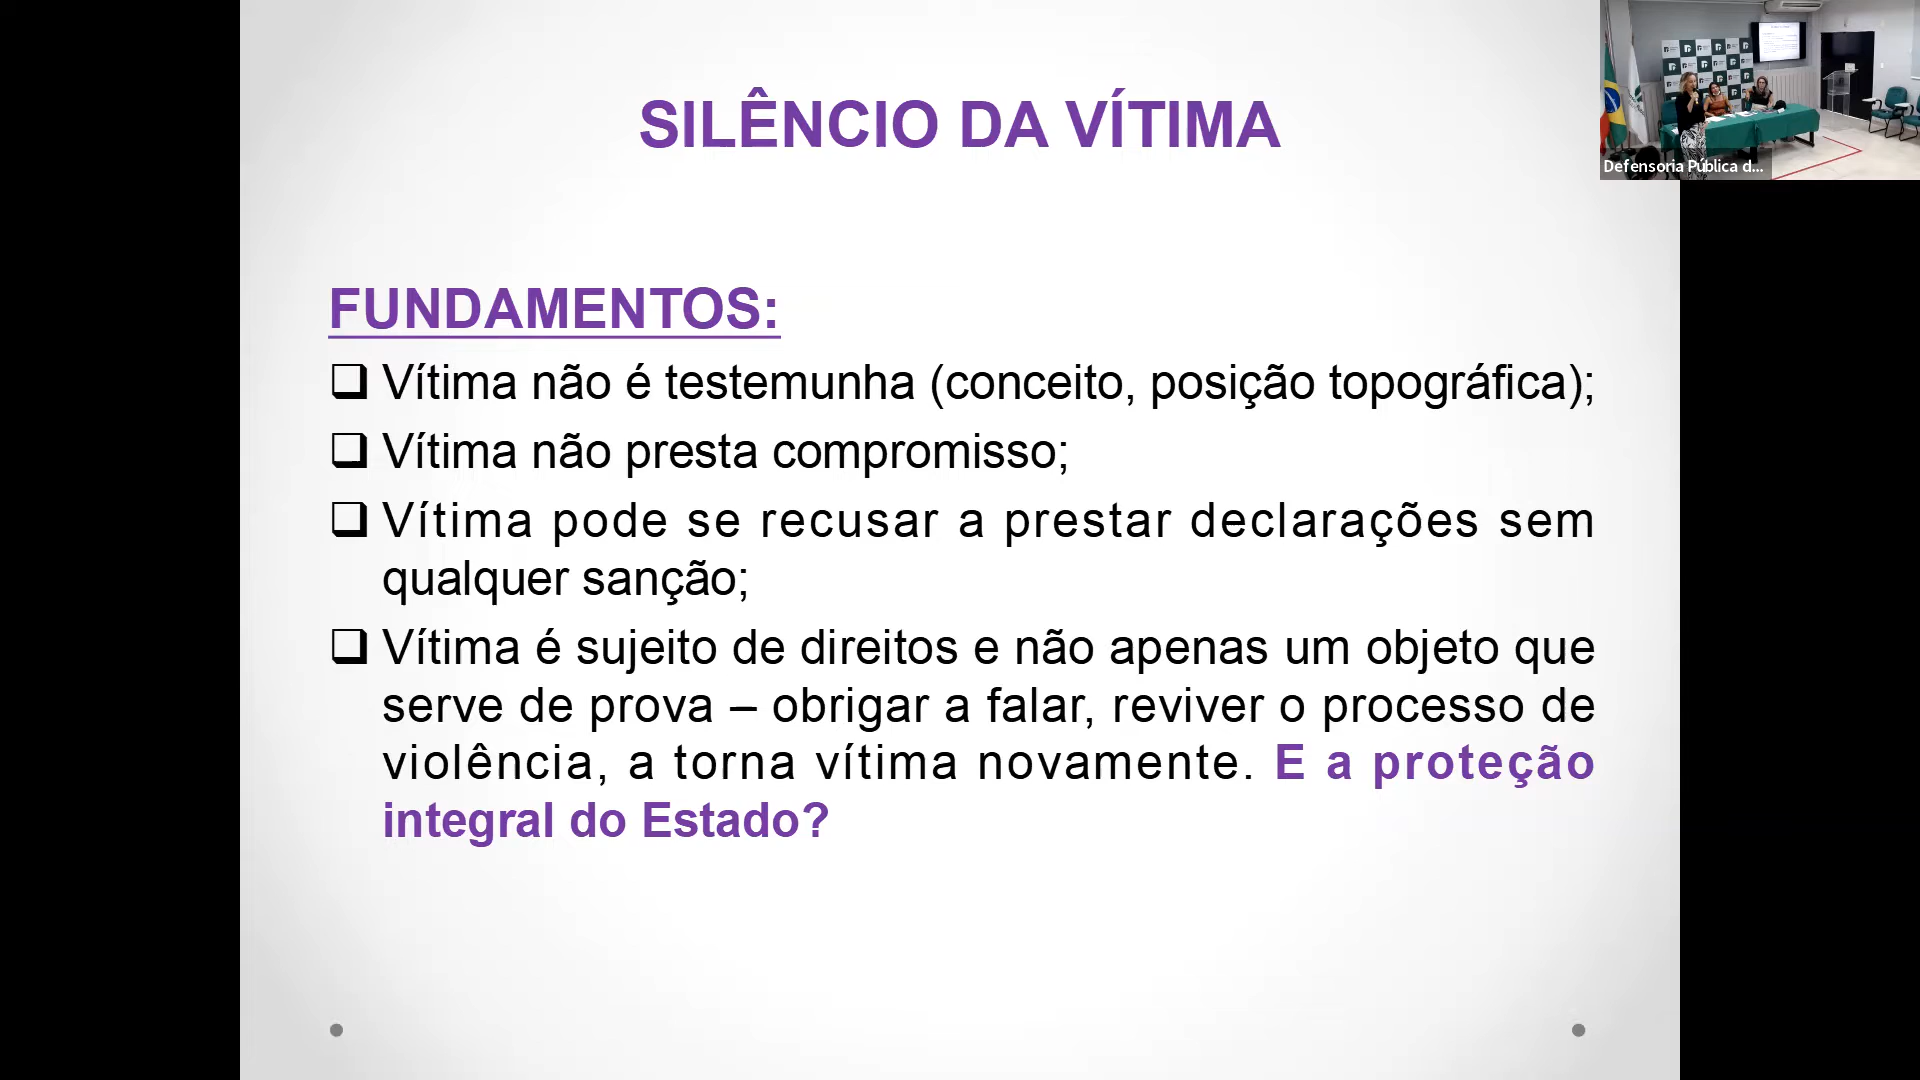 SILÊNCIO DA VÍTIMA
Defensoria Pública d...
FUNDAMENTOS:
❑ Vítima não é testemunha (conceito, posição topográfica);
❑ Vítima não presta compromisso;
❑ Vítima pode se recusar a prestar declarações sem
qualquer sanção;
❑ Vítima é sujeito de direitos e não apenas um objeto que
serve de prova – obrigar a falar, reviver o processo de
violência, a torna vítima novamente. E a proteção
integral do Estado?